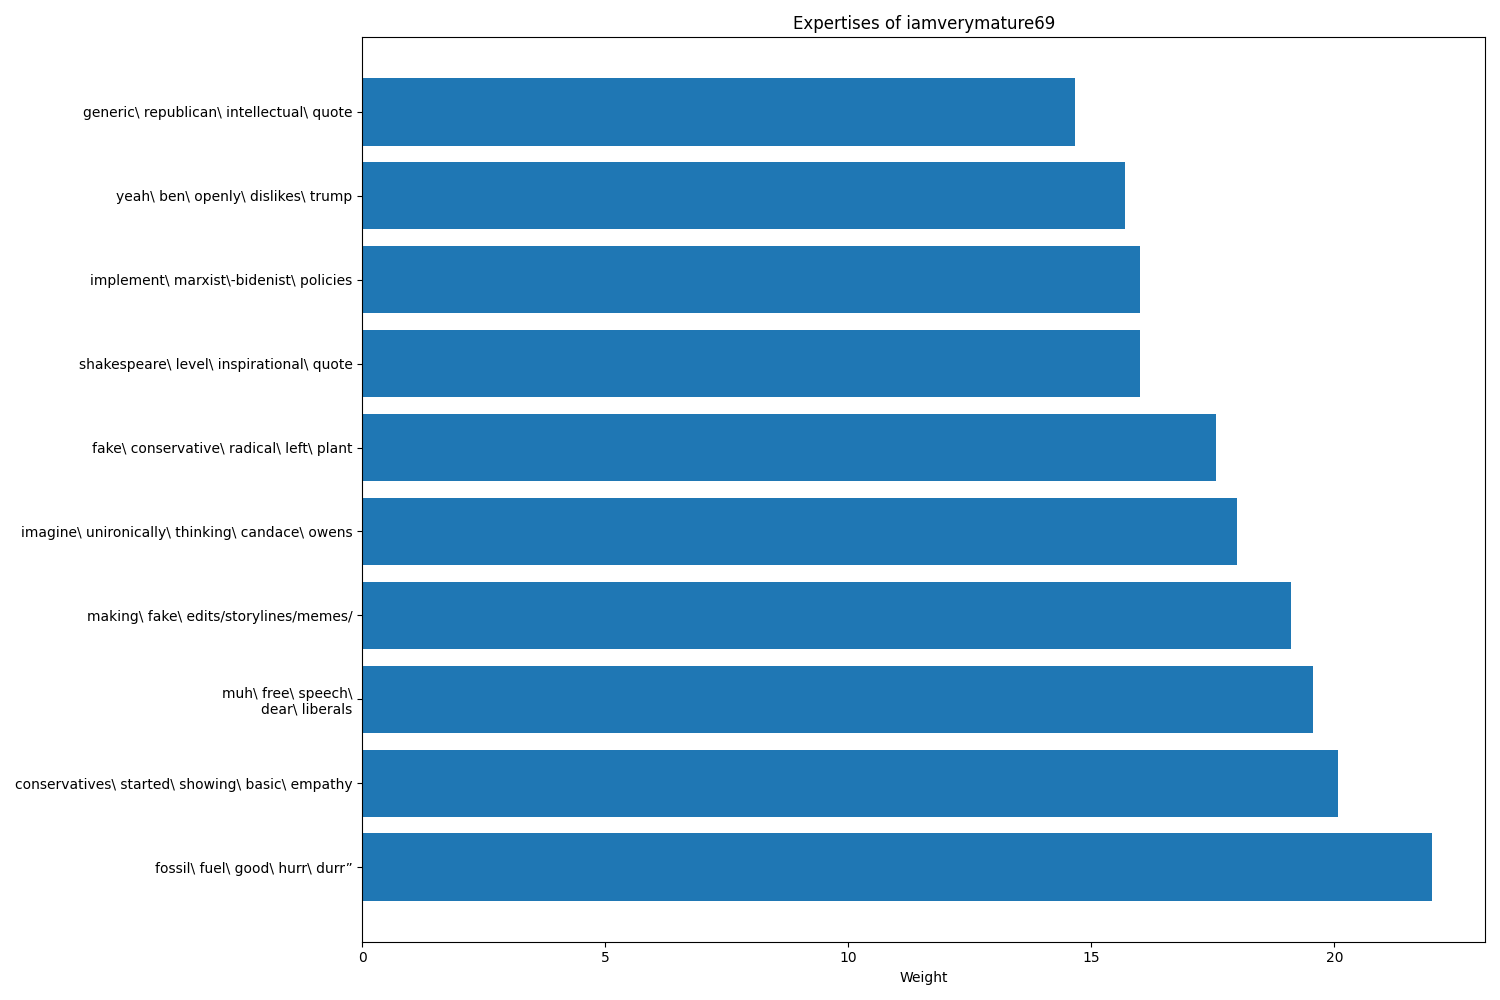 Expertises of iamverymature69
generic\ republican\ intellectual\ quote
yeah\ ben\ openly\ dislikes\ trump
implement\ marxist\-bidenist\ policies
shakespeare\ level\ inspirational\ quote
fake\ conservative\ radical\ left\ plant
imagine\ unironically\ thinking\ candace\ owens
making\ fake\ edits/storylines/memes/
muh\ free\ speech\
dear\ liberals
conservatives\ started\ showing\ basic\ empathy
fossil\ fuel\ good\ hurr\ durr”
0 5 10 15 20
Weight